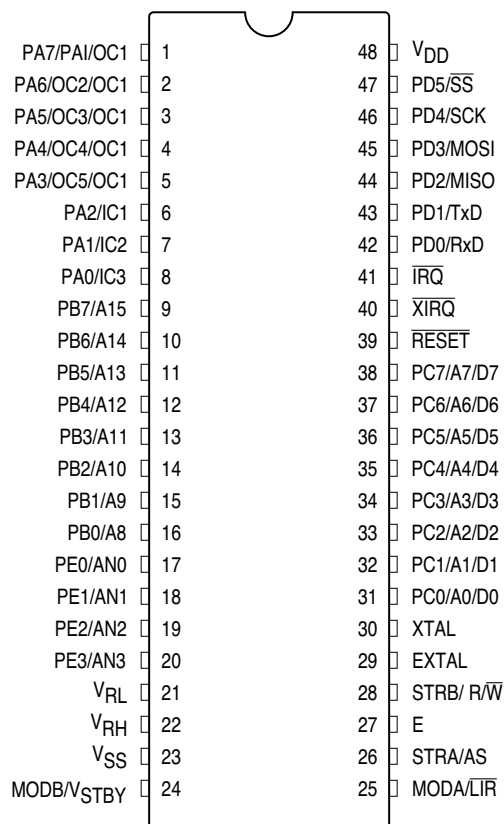 PA7/PAI/OC1 1 48 VDD
PA6/OC2/OC1 2 47 PD5/S̅S̅
PA5/OC3/OC1 3 46 PD4/SCK
PA4/OC4/OC1 4 45 PD3/MOSI
PA3/OC5/OC1 5 44 PD2/MISO
PA2/IC1 6 43 PD1/TxD
PA1/IC2 7 42 PD0/RxD
PA0/IC3 8 41 I̅R̅Q̅
PB7/A15 9 40 X̅I̅R̅Q̅
PB6/A14 10 39 R̅E̅S̅E̅T̅
PB5/A13 11 38 PC7/A7/D7
PB4/A12 12 37 PC6/A6/D6
PB3/A11 13 36 PC5/A5/D5
PB2/A10 14 35 PC4/A4/D4
PB1/A9 15 34 PC3/A3/D3
PB0/A8 16 33 PC2/A2/D2
PE0/AN0 17 32 PC1/A1/D1
PE1/AN1 18 31 PC0/A0/D0
PE2/AN2 19 30 XTAL
PE3/AN3 20 29 EXTAL
VRL 21 28 STRB/ R/W̅
VRH 22 27 E
VSS 23 26 STRA/AS
MODB/VSTBY 24 25 MODA/L̅I̅R̅